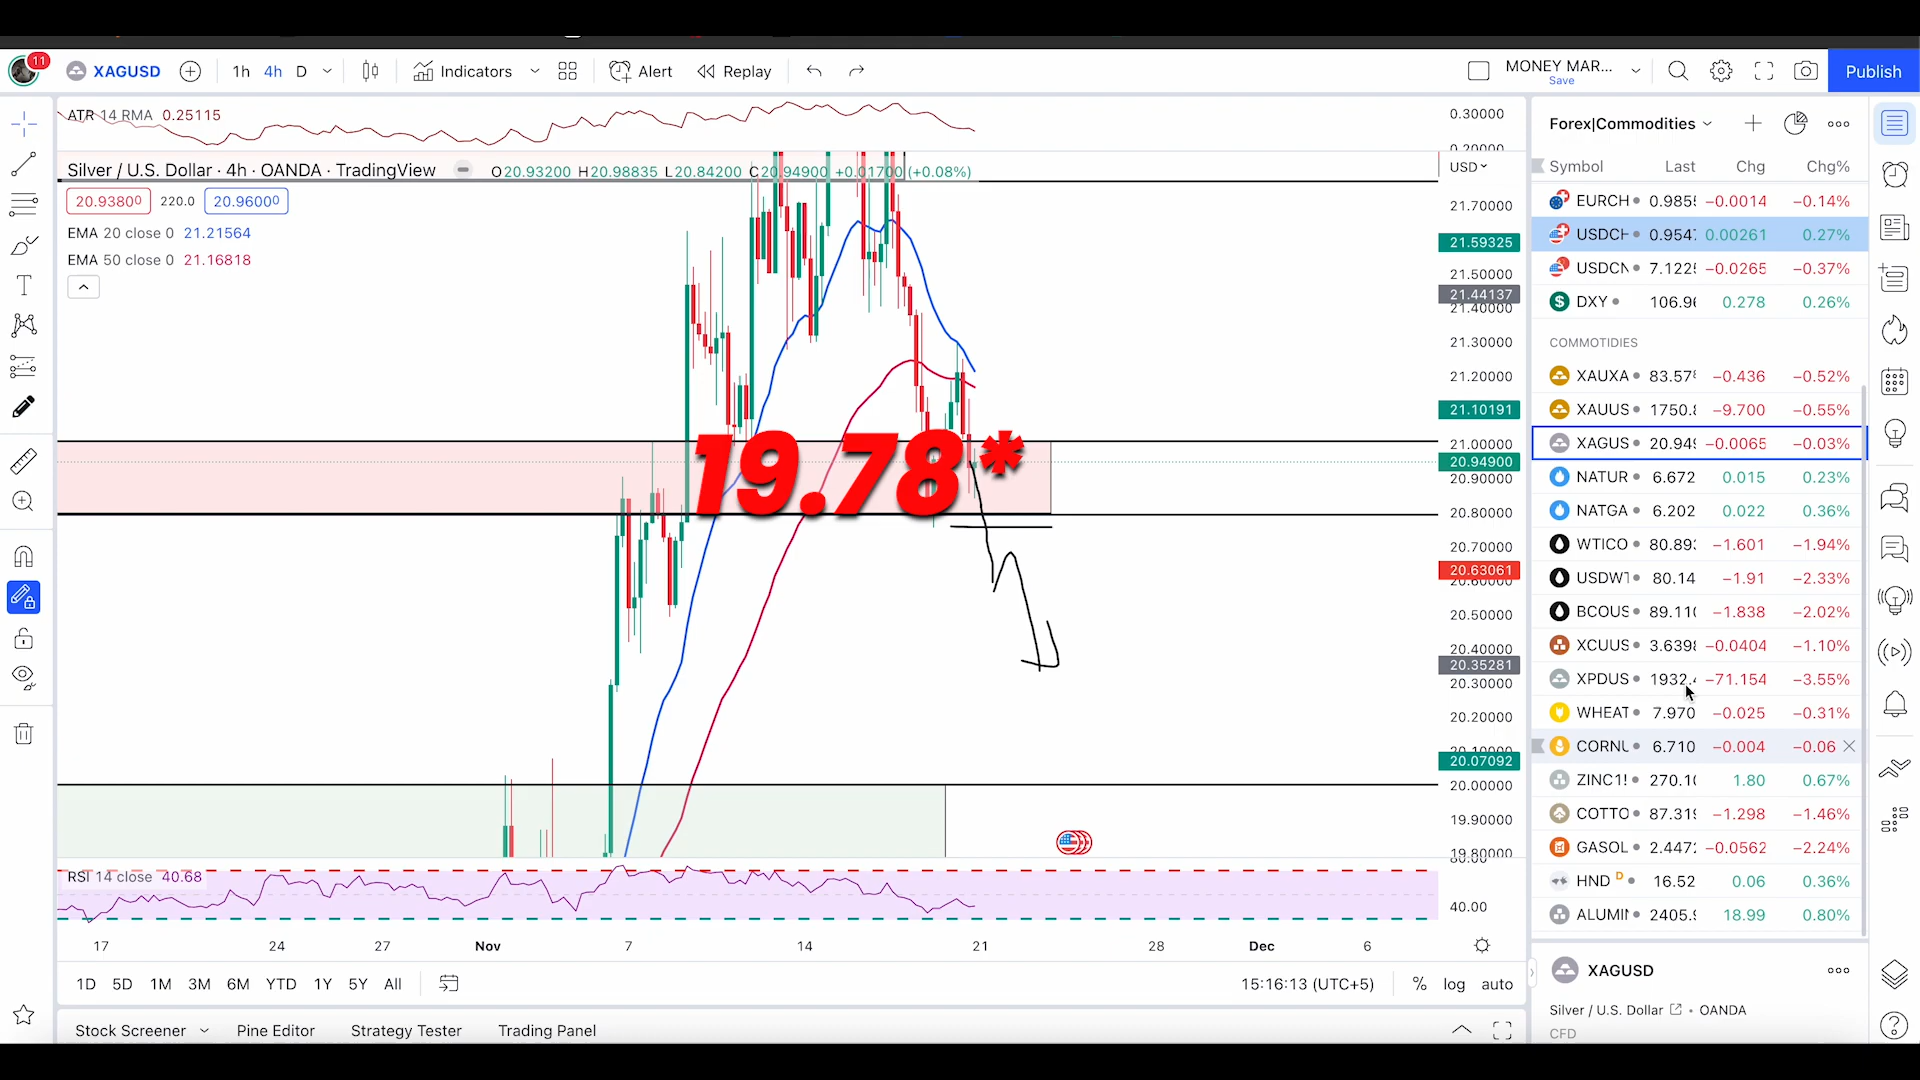 11
XAGUSD
1h 4h D
Indicators
Alert
Replay
MONEY MAR...
Save
Publish
ATR 14 RMA 0.25115
Silver / U.S. Dollar · 4h · OANDA · TradingView
O20.93200 H20.98835 L20.84200 C20.94900 +0.01700 (+0.08%)
20.93800 220.0 20.96000
EMA 20 close 0 21.21564
EMA 50 close 0 21.16818
19.78*
0.30000
USD
21.70000
21.59325
21.50000
21.44137
21.40000
21.30000
21.20000
21.10191
21.00000
20.94900
20.90000
20.80000
20.70000
20.63061
20.50000
20.40000
20.35281
20.30000
20.20000
20.07092
20.00000
19.90000
19.80000
RSI 14 close 40.68
40.00
17 24 27 Nov 7 14 21 28 Dec 6
1D 5D 1M 3M 6M YTD 1Y 5Y All
15:16:13 (UTC+5) % log auto
Stock Screener Pine Editor Strategy Tester Trading Panel
Forex|Commodities
Symbol Last Chg Chg%
EURCH 0.985 −0.0014 −0.14%
USDCH 0.954 0.00261 0.27%
USDCN 7.122 −0.0265 −0.37%
DXY 106.9 0.278 0.26%
COMMOTIDIES
XAUXA 83.57 −0.436 −0.52%
XAUUS 1750. −9.700 −0.55%
XAGUS 20.94 −0.0065 −0.03%
NATUR 6.672 0.015 0.23%
NATGA 6.202 0.022 0.36%
WTICO 80.89 −1.601 −1.94%
USDWT 80.14 −1.91 −2.33%
BCOUS 89.11 −1.838 −2.02%
XCUUS 3.639 −0.0404 −1.10%
XPDUS 1932. −71.154 −3.55%
WHEAT 7.970 −0.025 −0.31%
CORNU 6.710 −0.004 −0.06
ZINC1! 270.1 1.80 0.67%
COTTO 87.31 −1.298 −1.46%
GASOL 2.447 −0.0562 −2.24%
HND D 16.52 0.06 0.36%
ALUMI 2405. 18.99 0.80%
XAGUSD
Silver / U.S. Dollar • OANDA
CFD